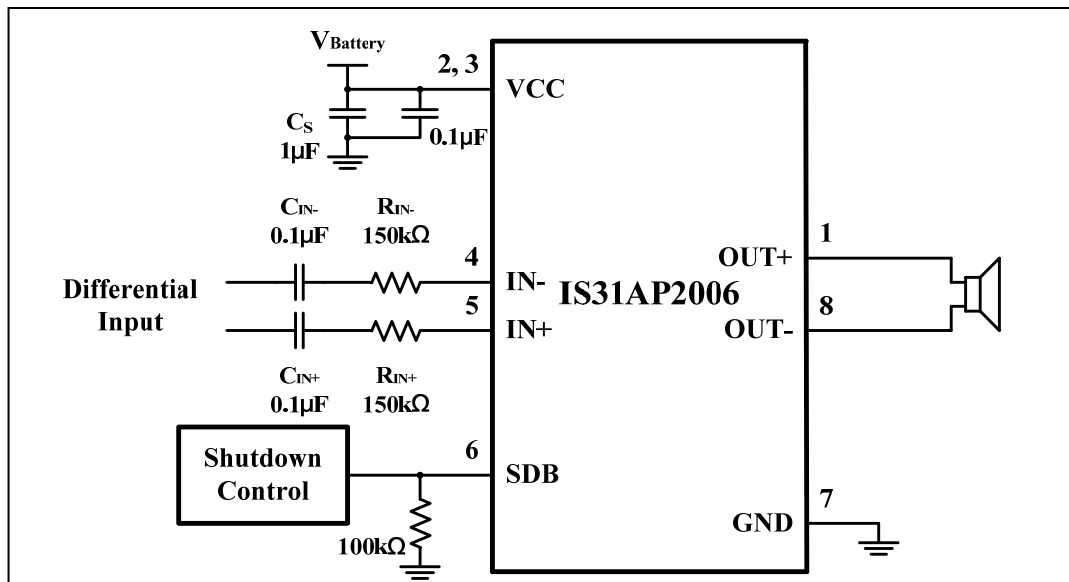 VBattery
2, 3
VCC
CS
1μF
0.1μF
CIN-
0.1μF
RIN-
150kΩ
4
IN-
Differential
Input
5
IN+
CIN+
0.1μF
RIN+
150kΩ
IS31AP2006
OUT+
1
OUT-
8
Shutdown
Control
6
SDB
100kΩ
GND
7